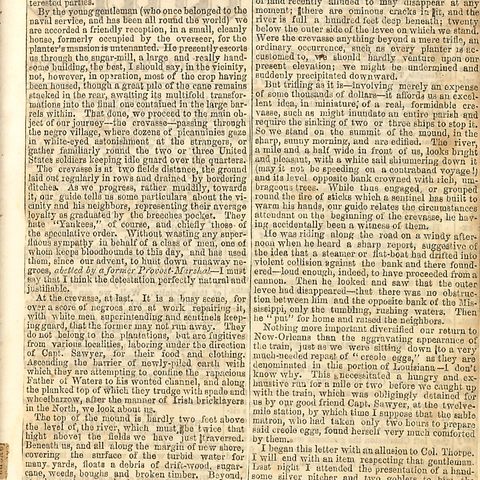 terested parties.
By the young gentleman (who once belonged to the
naval service, and has been all round the world) we
are accorded a friendly reception, in a small, cleanly
house, formerly occupied by the overseer, for the
planter's mansion is untenanted. He presently escorts
us through the sugar-mill, a large and really hand-
some building, the best, I should say, in the vicinity,
not, however, in operation, most of the crop having
been housed, though a great pile of the cane remains
stacked in the rear, awaiting its multifold transfor-
mations into the final one contained in the large bar-
rels within. That done, we proceed to the main ob-
ject of our journey—the crevasse—passing through
the negro village, where dozens of picaninnies gaze
in white-eyed astonishment at the strangers, or
gather familiarly round the two or three United
States soldiers keeping idle guard over the quarters.
The crevasse is at two fields distance, the ground
laid out regularly in rows and drained by bordering
ditches. As we progress, rather muddily, towards
it, our guide tells us some particulars about the vi-
cinity and his neighbors, representing their average
loyalty as graduated by the breeches pocket. They
hate "Yankees," of course, and chiefly those of
the speculative order. Without wasting any super-
fluous sympathy in behalf of a class of men, one of
whom keeps bloodhounds to this day, and has used
them, since our advent, to hunt down runaway ne-
groes, abetted by a former Provost-Marshal—I must
say that I think the detestation perfectly natural and
justifiable.
At the crevasse, at last. It is a busy scene, for
over a score of negroes are at work repairing it,
with white men superintending and sentinels keep-
ing guard, that the former may not run away. They
do not belong to the plantations, but are fugitives
from various localities, laboring under the direction
of Capt. Sawyer, for their food and clothing.
Ascending the barrier of newly-piled earth with
which they are attempting to confine the rapacious
Father of Waters to his wonted channel, and along
the planked top of which they trudge with spade and
wheelbarrow, after the manner of Irish bricklayers
in the North, we look about us.
The top of the mound is hardly two feet above
the level of the river, which must be twice that
hight above the fields we have just traversed.
Beneath us, and all along the margin of new shore,
covering the surface of the turbid water for
many yards, floats a debris of drift-wood, sugar-
cane, weeds, boughs and broken timber. Beyond,
of land recently afforded us may disappear at any
moment; there are ominous cracks in it, and the
river is full a hundred feet deep beneath; twenty
below the outer side of the levee on which we stand.
Were the crevasse anything beyond a mere trifle, an
ordinary occurrence, such as every planter is ac-
customed to, we should hardly venture upon our
present elevation; we might be undermined and
suddenly precipitated downward.
But trifling as it is—involving merely an expense
of some thousands of dollars—it affords us an excel-
lent idea, in miniature, of a real, formidable cre-
vasse, such as might inundate an entire parish and
require the sinking of two or three ships to stop it.
So we stand on the summit of the mound, in the
sharp, sunny morning, and are edified. The river,
a mile and a half wide in front of us, looks bright
and pleasant, with a white sail shimmering down it
(may it not be speeding on a contraband voyage!)
and its level opposite bank crowned with rich, um-
brageous trees. While thus engaged, or grouped
round the fire of sticks which a sentinel has built to
warm his hands, our guide relates the circumstances
attendant on the beginning of the crevasse, he hav-
ing accidentally been a witness of them.
He was riding along the road on a windy after-
noon when he heard a sharp report, suggestive of
the idea that a steamer or flat-boat had drifted into
violent collision against the bank and there found-
ered—loud enough, indeed, to have proceeded from a
cannon. Then he looked and saw that the outer
levee had disappeared—that there was no obstruc-
tion between him and the opposite bank of the Mis-
sissippi, only the tumbling, rushing waters. Then
he "put" for home and raised the neighbors.
Nothing more important diversified our return to
New-Orleans than the aggravating appearance of
the train, just as we were sitting down to a very
much-needed repast of "creole eggs," as they are
denominated in this portion of Louisiana—I don't
know why. This necessitated a hungry and ex-
haustive run for a mile or two before we caught up
with the train, which was obligingly detained for
us by our good friend Capt. Sawyer, at the twelve-
mile station, by which time I suppose that the sable
matron, who had taken only two hours to prepare
said creole eggs, found herself very much comforted
by them.
I began this letter with an allusion to Col. Thorpe.
I will end with an item respecting that gentleman.
Last night I attended the presentation of a hand-
some silver pitcher and two goblets to him, the